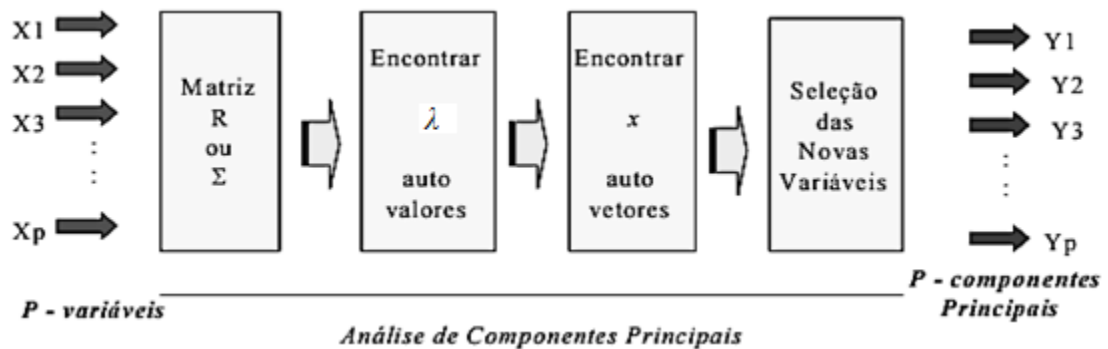 X1
X2
X3
:
:
Xp
P - variáveis
Matriz
R
ou
Σ
Encontrar
λ
auto
valores
Encontrar
x
auto
vetores
Seleção
das
Novas
Variáveis
Y1
Y2
Y3
:
:
Yp
P - componentes
Principais
Análise de Componentes Principais